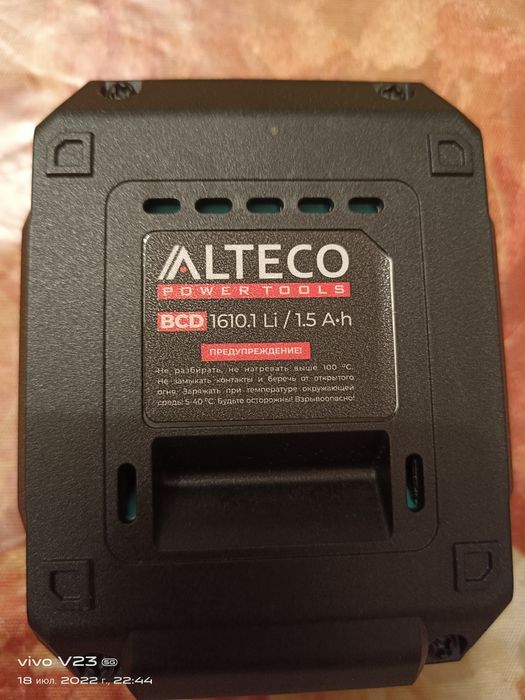 ALTECO
POWER TOOLS
BCD 1610.1 Li / 1.5 A·h
ПРЕДУПРЕЖДЕНИЕ!
Не разбирать, не нагревать выше 100 ºС.
Не замыкать контакты и беречь от открытого
огня. Заряжать при температуре окружающей
среды 5-40 ºС. Будьте осторожны! Взрывоопасно!
vivo V23 5G
18 июл. 2022 г., 22:44